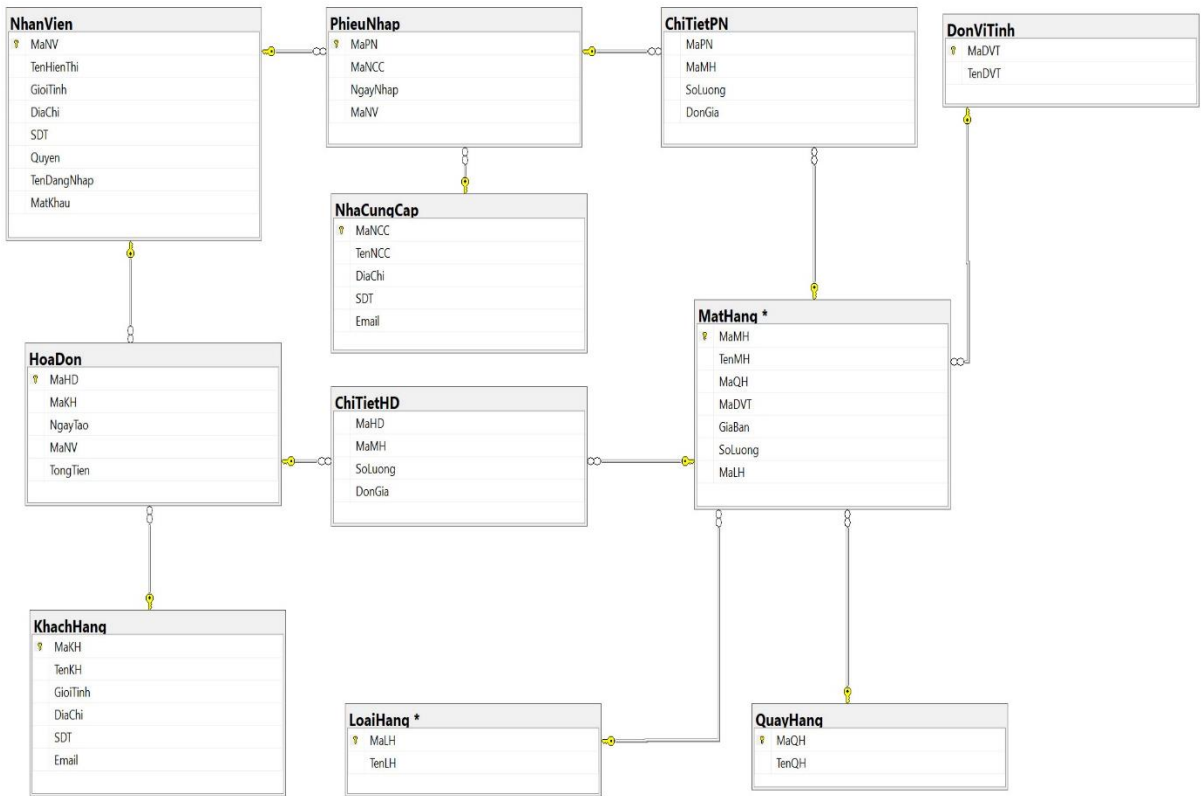 NhanVien
MaNV
TenHienThi
GioiTinh
DiaChi
SDT
Quyen
TenDangNhap
MatKhau
PhieuNhap
MaPN
MaNCC
NgayNhap
MaNV
ChiTietPN
MaPN
MaMH
SoLuong
DonGia
DonViTinh
MaDVT
TenDVT
NhaCungCap
MaNCC
TenNCC
DiaChi
SDT
Email
MatHang *
MaMH
TenMH
MaQH
MaDVT
GiaBan
SoLuong
MaLH
HoaDon
MaHD
MaKH
NgayTao
MaNV
TongTien
ChiTietHD
MaHD
MaMH
SoLuong
DonGia
KhachHang
MaKH
TenKH
GioiTinh
DiaChi
SDT
Email
LoaiHang *
MaLH
TenLH
QuayHang
MaQH
TenQH